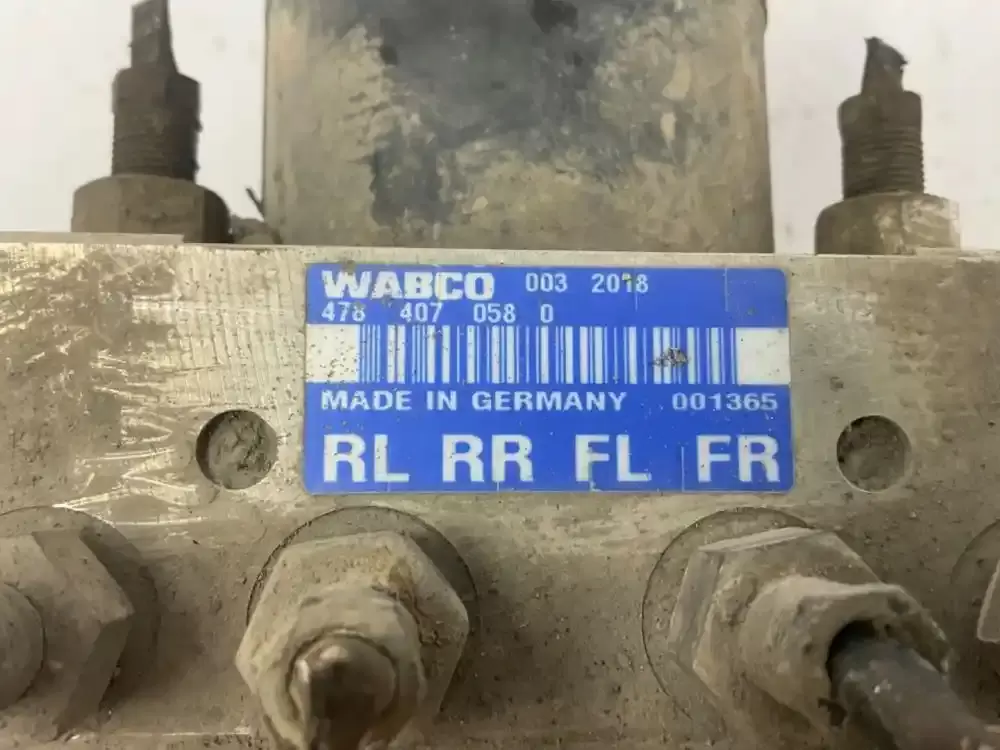 WABCO 003 2018
478 407 058 0
MADE IN GERMANY 001365
RL RR FL FR